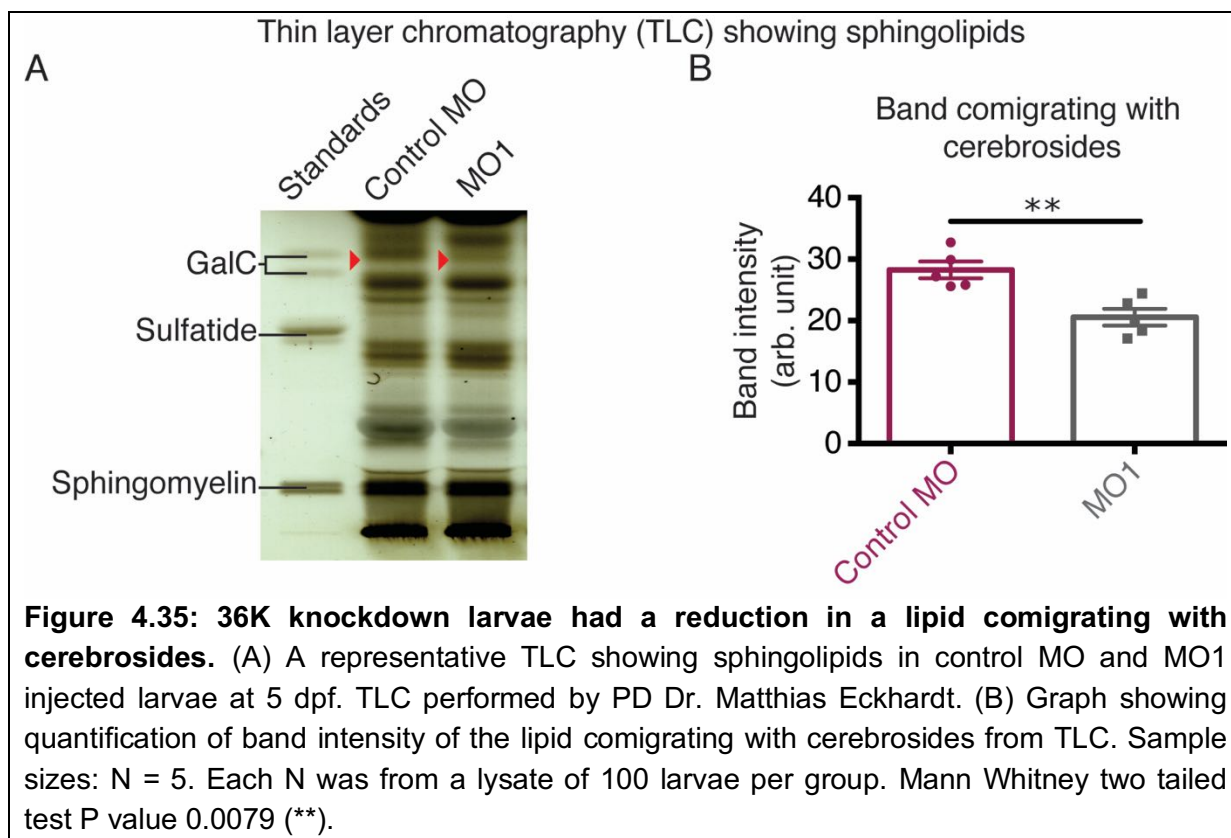 Thin layer chromatography (TLC) showing sphingolipids
A
B
Standards
Control MO
MO1
GalC
Sulfatide
Sphingomyelin
Band comigrating with
cerebrosides
**
40
30
20
10
0
Band intensity
(arb. unit)
Control MO
MO1
Figure 4.35: 36K knockdown larvae had a reduction in a lipid comigrating with
cerebrosides. (A) A representative TLC showing sphingolipids in control MO and MO1
injected larvae at 5 dpf. TLC performed by PD Dr. Matthias Eckhardt. (B) Graph showing
quantification of band intensity of the lipid comigrating with cerebrosides from TLC. Sample
sizes: N = 5. Each N was from a lysate of 100 larvae per group. Mann Whitney two tailed
test P value 0.0079 (**).